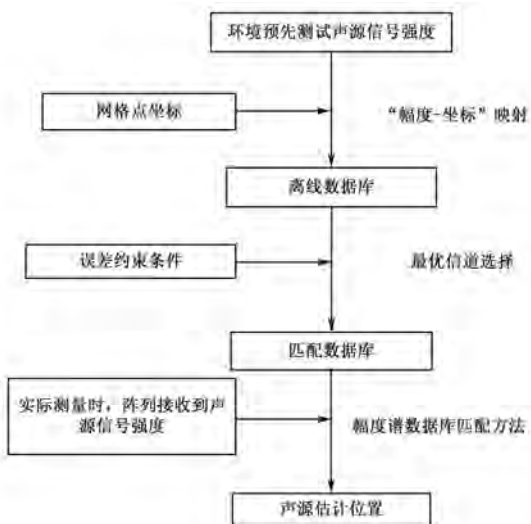 环境预先测试声源信号强度
网格点坐标
“幅度-坐标”映射
离线数据库
误差约束条件
最优信道选择
匹配数据库
实际测量时，阵列接收到声
源信号强度
幅度谱数据库匹配方法
声源估计位置